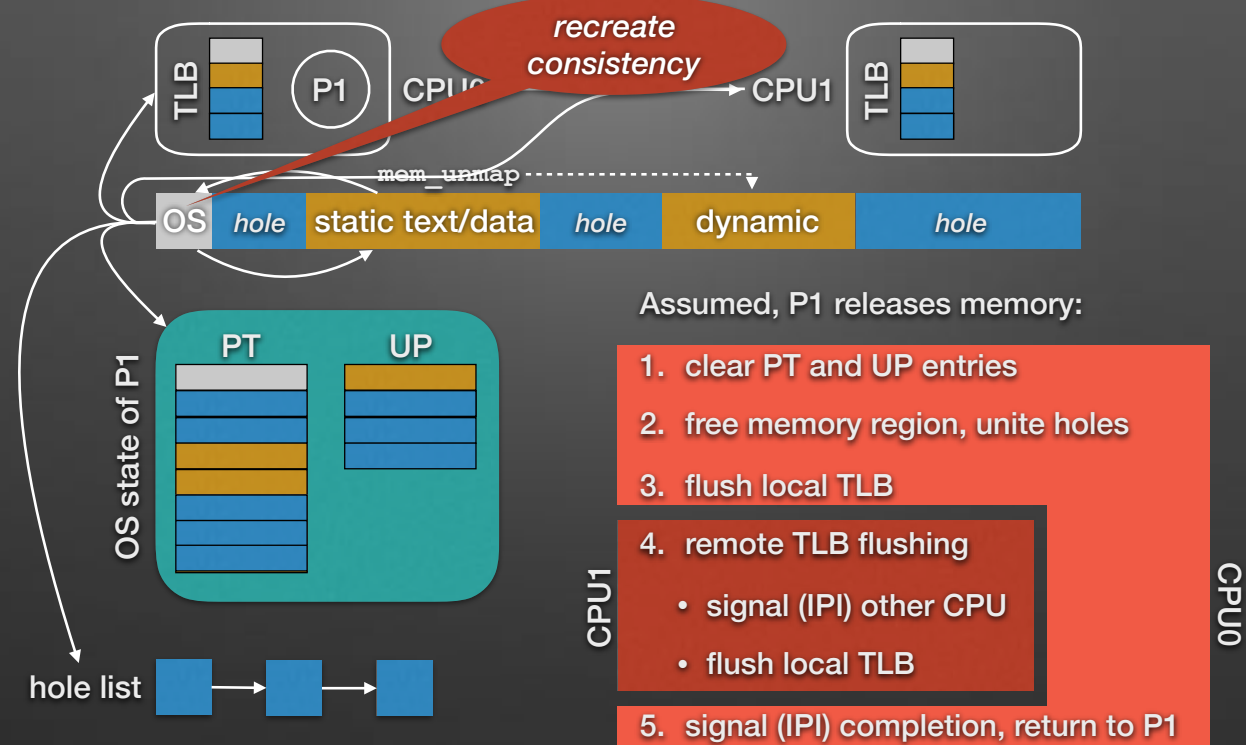 recreate
consistency
TLB
P1
CPU0
CPU1
TLB
mem_unmap
OS
hole
static text/data
hole
dynamic
hole
Assumed, P1 releases memory:
OS state of P1
PT
UP
1. clear PT and UP entries
2. free memory region, unite holes
3. flush local TLB
CPU1
4. remote TLB flushing
• signal (IPI) other CPU
• flush local TLB
CPU0
5. signal (IPI) completion, return to P1
hole list